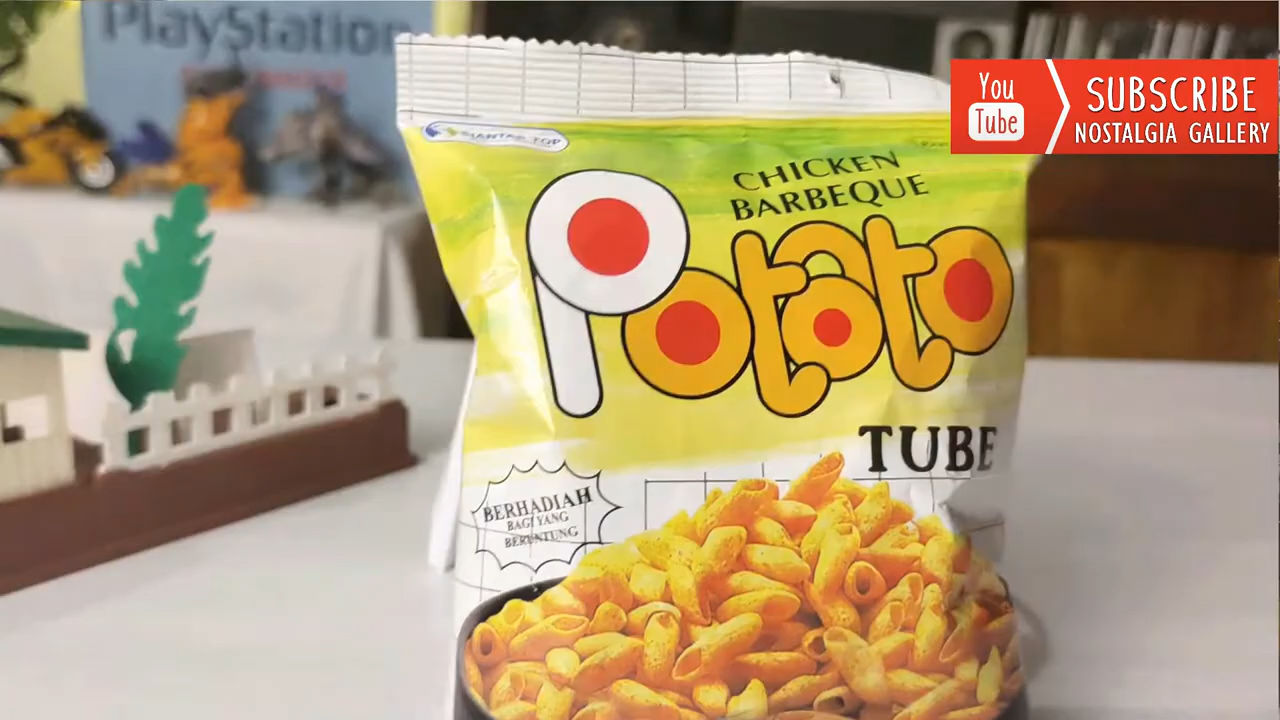 PlayStation
You
Tube
SUBSCRIBE
NOSTALGIA GALLERY
CHICKEN
BARBEQUE
Potato
TUBE
BERHADIAH
BAGI YANG
BERUNTUNG